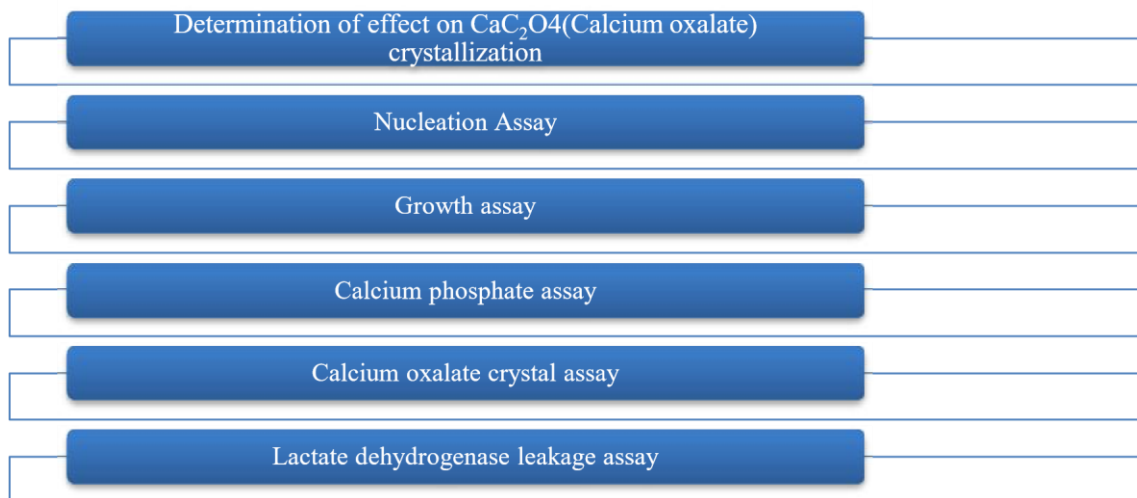 Determination of effect on CaC₂O4(Calcium oxalate)
crystallization
Nucleation Assay
Growth assay
Calcium phosphate assay
Calcium oxalate crystal assay
Lactate dehydrogenase leakage assay